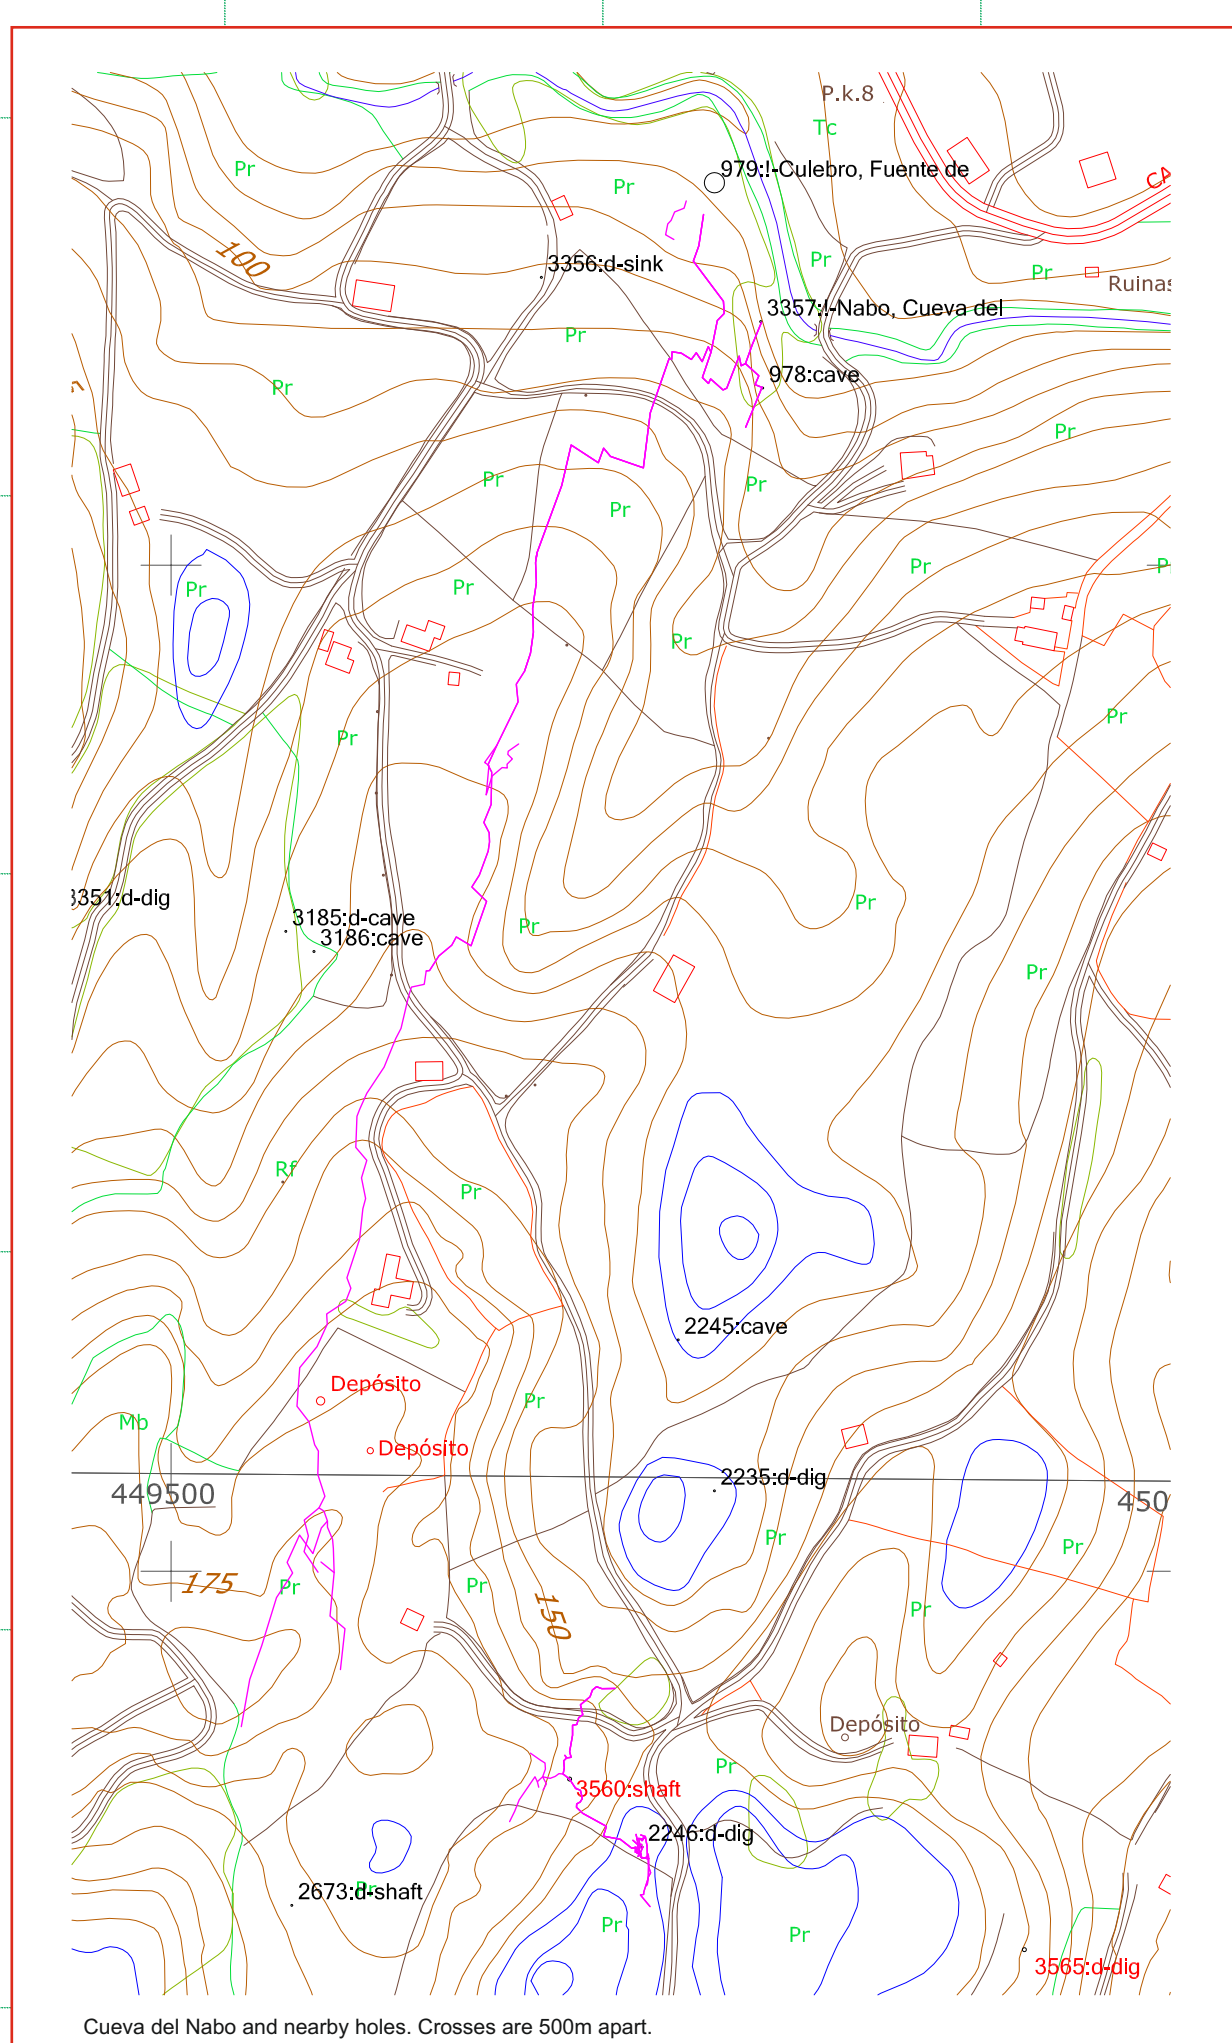 P.k.8
Tc
Pr
979:!-Culebro, Fuente de
CA
Pr
100
3356:d-sink
Pr
Pr
Ruinas
3357:!-Nabo, Cueva del
Pr
978:cave
Pr
Pr
Pr
Pr
Pr
Pr
Pr
Pr
Pr
Pr
Pr
Pr
3351:d-dig
3185:d-cave
3186:cave
Pr
Pr
Pr
Rf
Pr
2245:cave
Depósito
Pr
Mb
Depósito
2235:d-dig
449500
450
Pr
Pr
175
Pr
Pr
Pr
150
Depósito
Pr
3560:shaft
2246:d-dig
Pr
2673:d-shaft
Pr
Pr
3565:d-dig
Cueva del Nabo and nearby holes. Crosses are 500m apart.